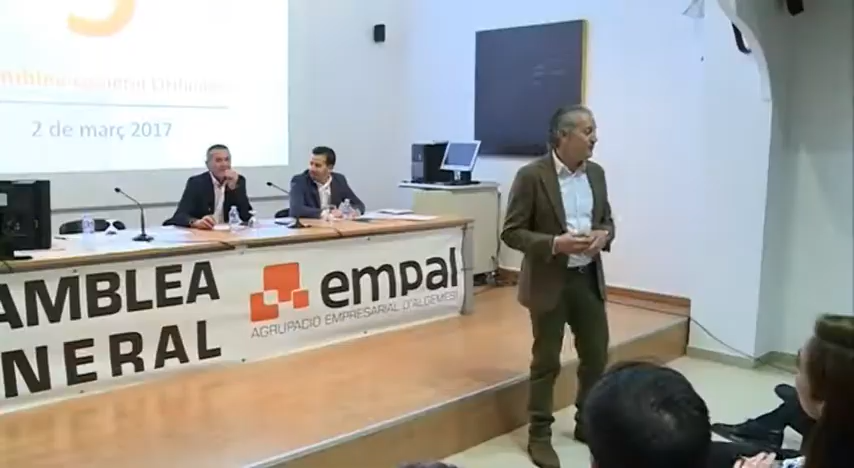 2 de març 2017
AMBLEA
NERAL
empal
AGRUPACIÓ EMPRESARIAL D'ALGEMESÍ